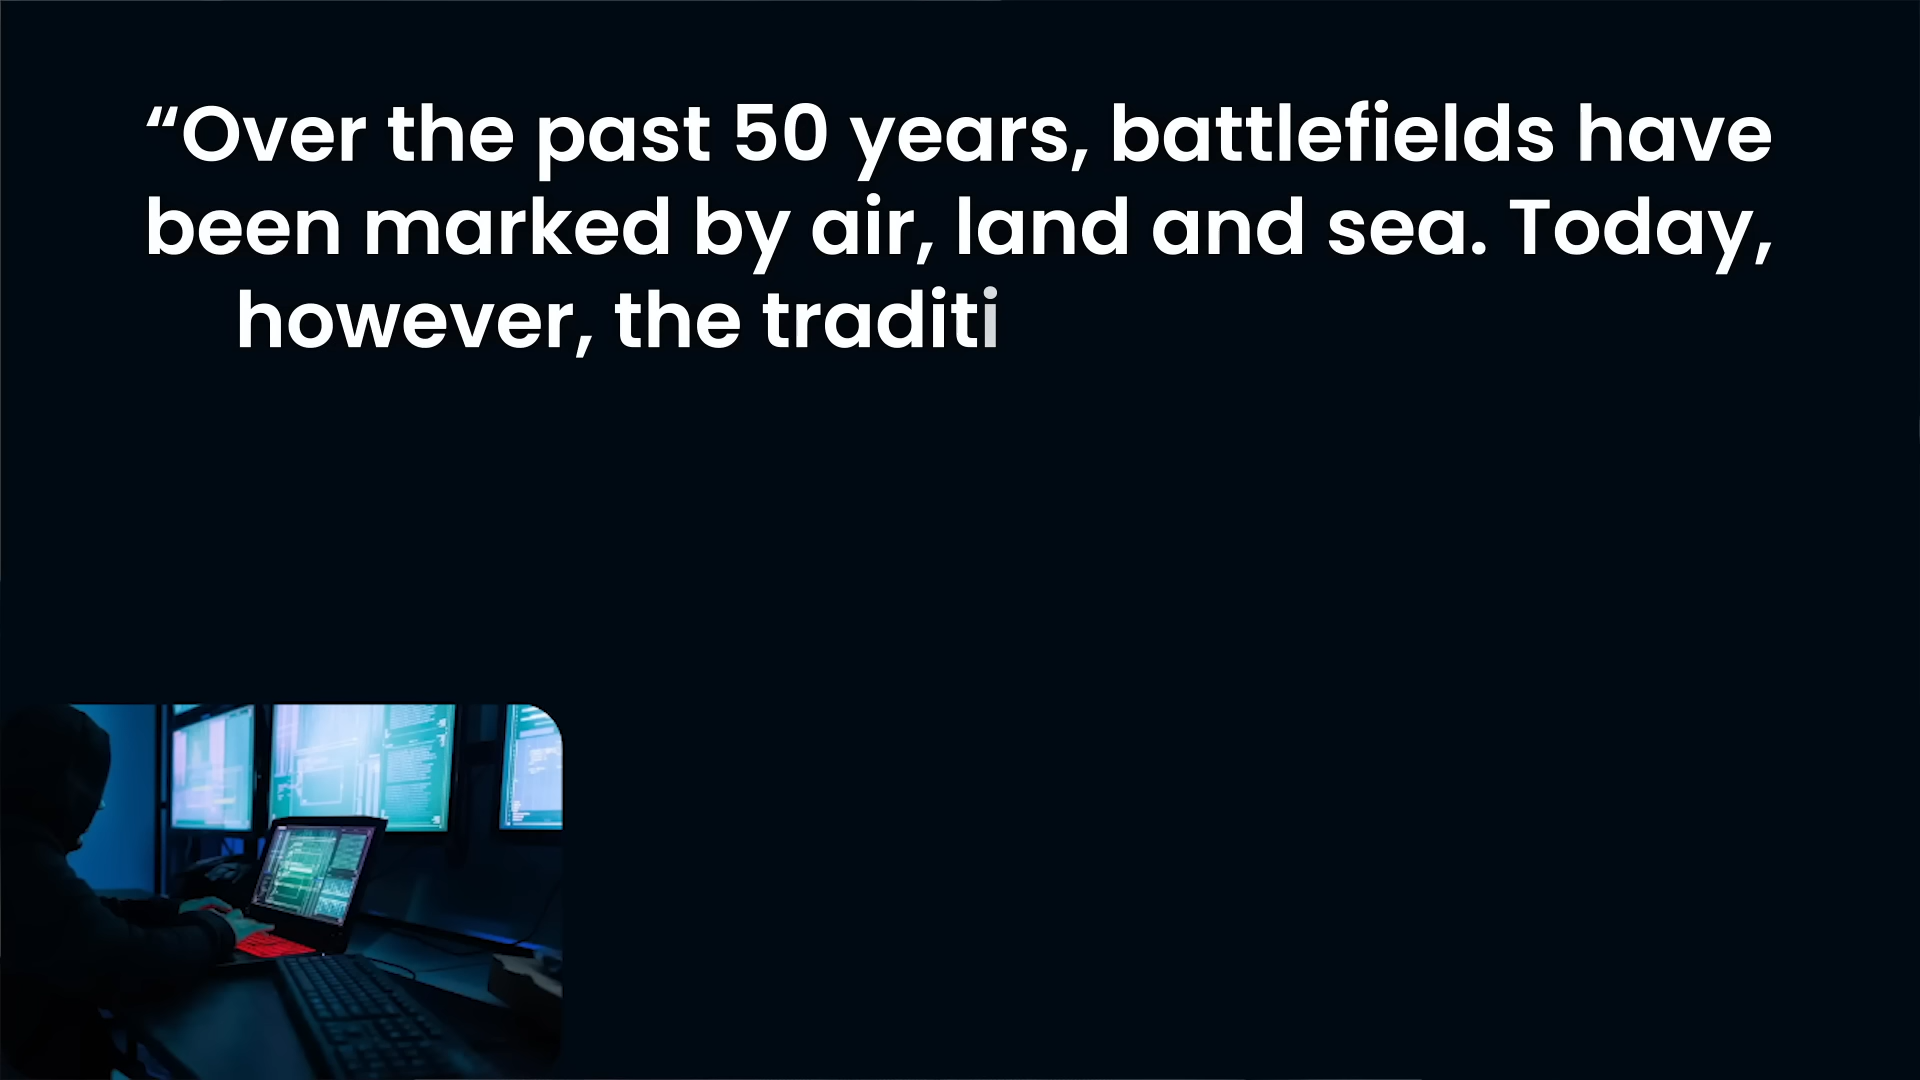 “Over the past 50 years, battlefields have
been marked by air, land and sea. Today,
however, the traditi